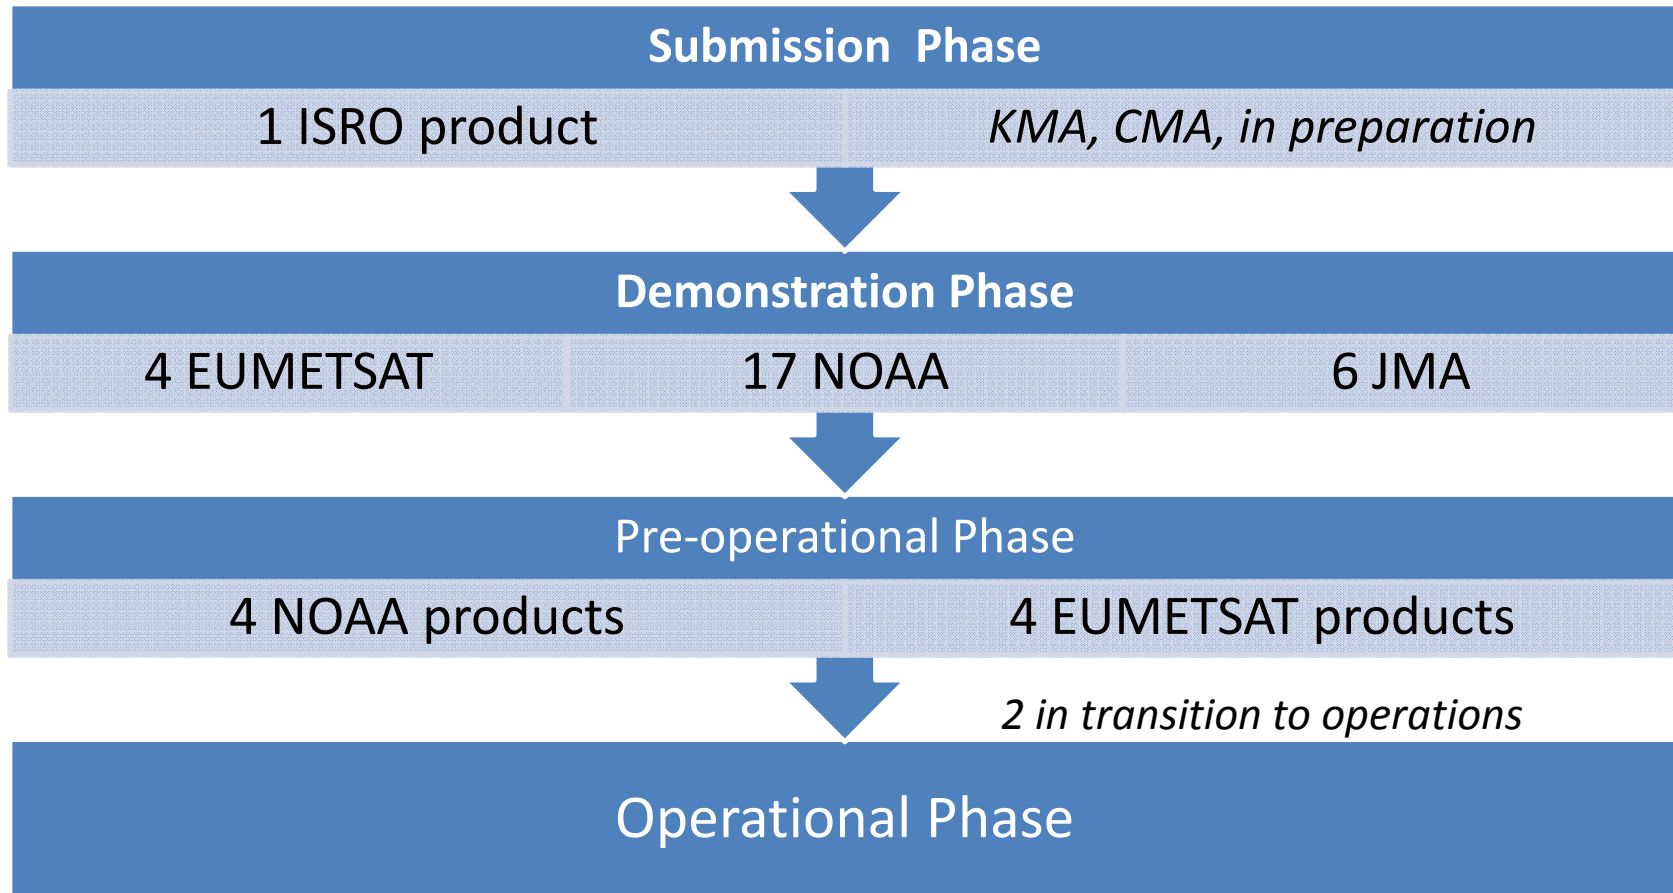 Submission Phase
1 ISRO product
KMA, CMA, in preparation
Demonstration Phase
4 EUMETSAT
17 NOAA
6 JMA
Pre-operational Phase
4 NOAA products
4 EUMETSAT products
2 in transition to operations
Operational Phase